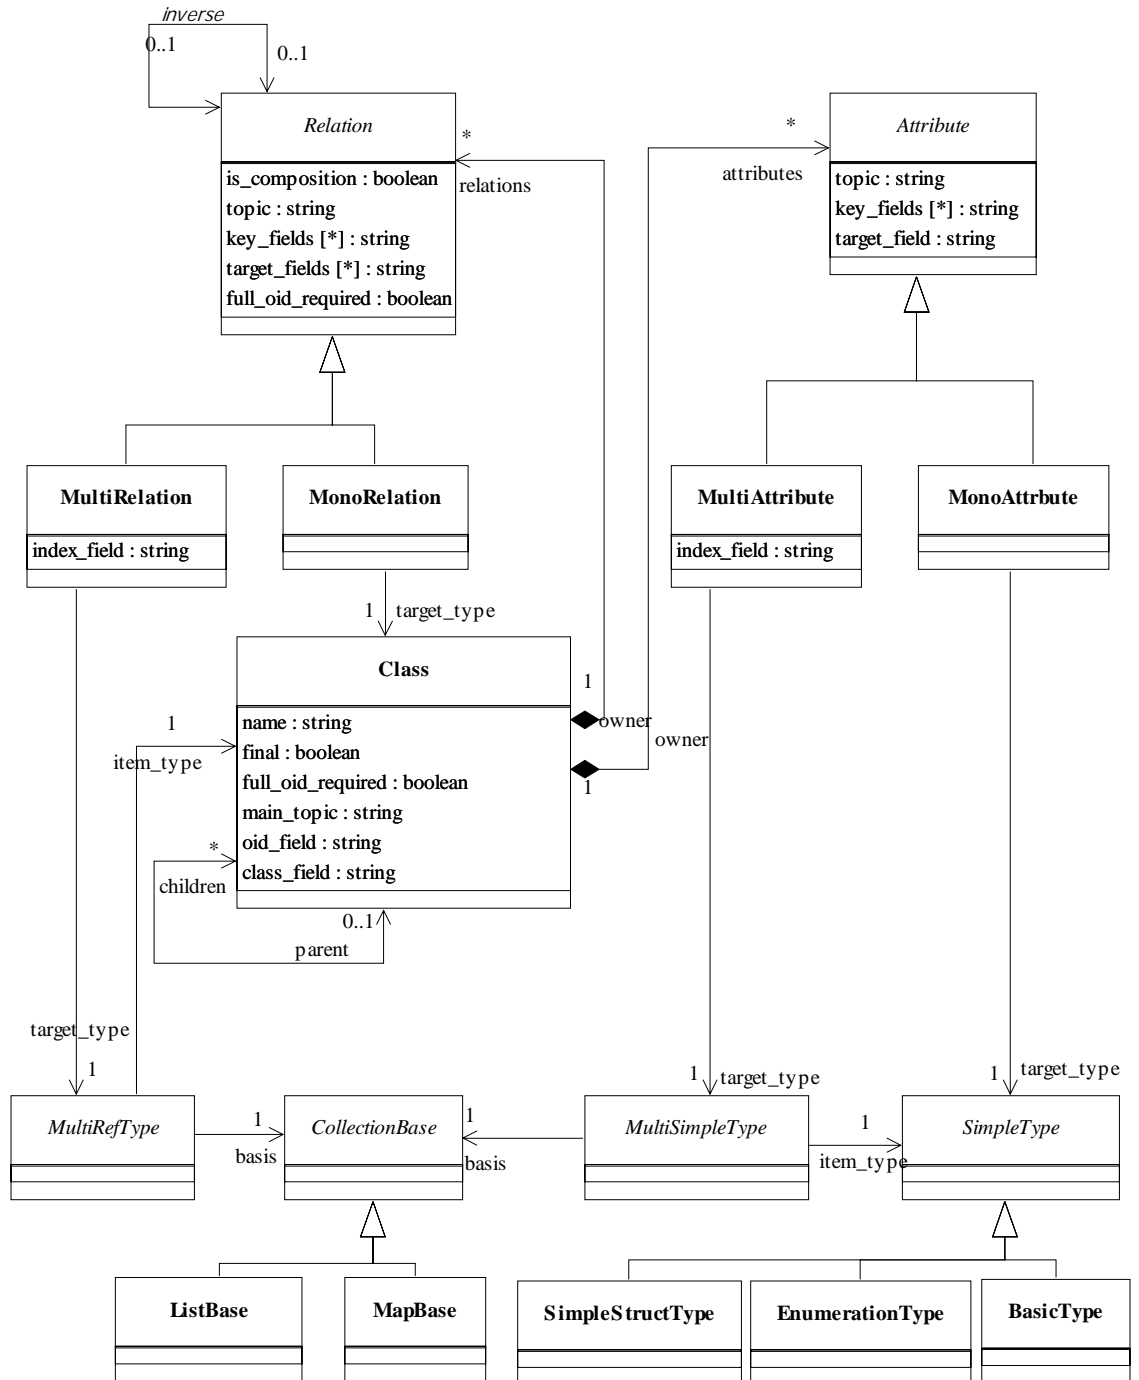 inverse
0..1
0..1
Relation
is_composition : boolean
topic : string
key_fields [*] : string
target_fields [*] : string
full_oid_required : boolean
*
relations
*
attributes
Attribute
topic : string
key_fields [*] : string
target_field : string
MultiRelation
index_field : string
MonoRelation
MultiAttribute
index_field : string
MonoAttrbute
1 target_type
Class
name : string
final : boolean
full_oid_required : boolean
main_topic : string
oid_field : string
class_field : string
1
owner
owner
1
1
item_type
*
children
0..1
parent
target_type
1
1
target_type
1
target_type
MultiRefType
1
basis
CollectionBase
1
basis
MultiSimpleType
1
item_type
SimpleType
ListBase
MapBase
SimpleStructType
EnumerationType
BasicType